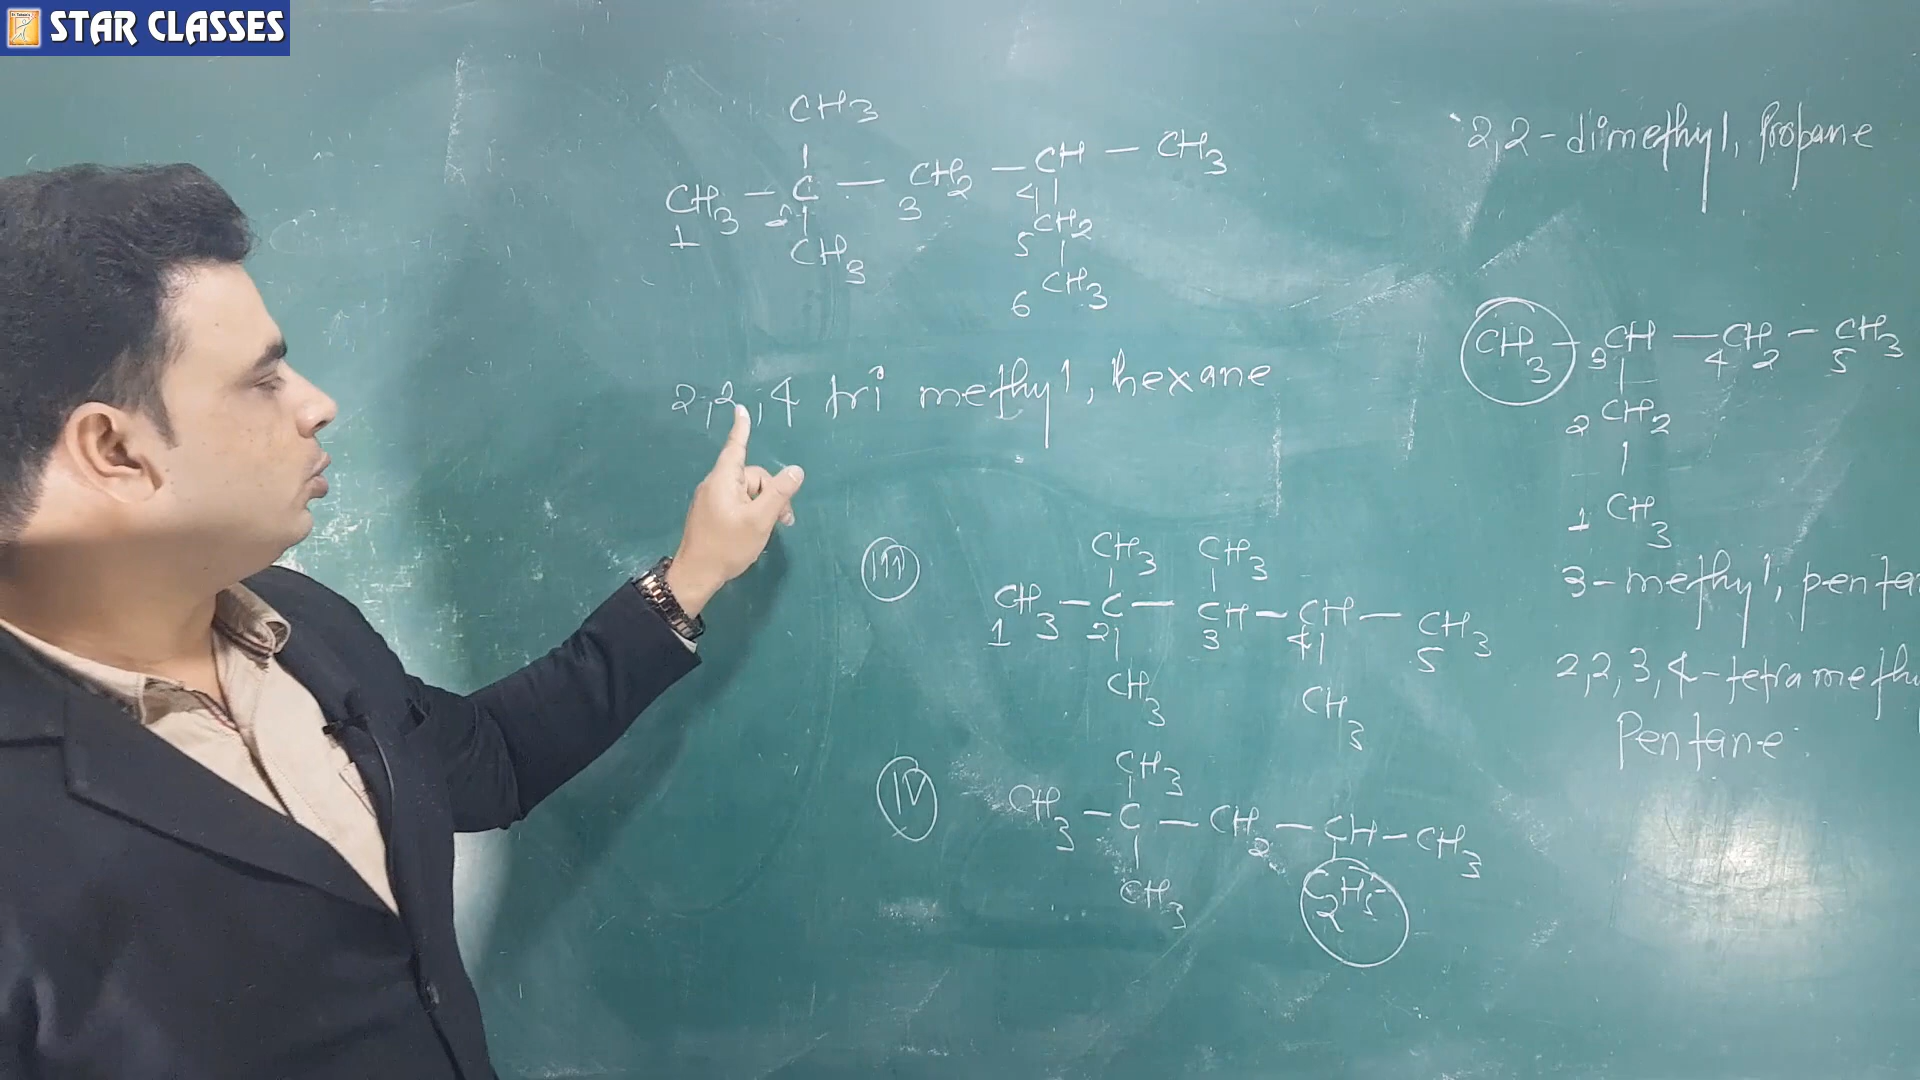 STAR CLASSES
CH3
CH3 – C – CH2 – CH – CH3
1 2 3 4
CH3
5 CH2
6 CH3
2,2,4 tri methyl, hexane
III
CH3 CH3
CH3 – C – CH – CH – CH3
1 2 3 4 5
CH3 CH3
IV
CH3
CH3 – C – CH2 – CH – CH3
CH3 C2H5
2,2-dimethyl, Propane
CH3 – 3 CH – CH2 – CH3
4 5
2 CH2
1 CH3
3-methyl, penta
2,2,3,4-tetramethy
Pentane